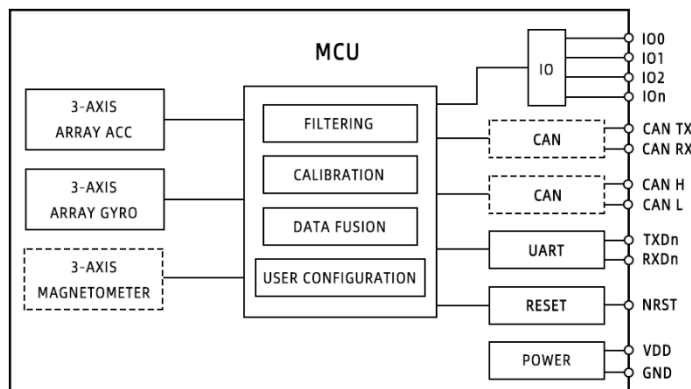 MCU
3-AXIS
ARRAY ACC
3-AXIS
ARRAY GYRO
3-AXIS
MAGNETOMETER
FILTERING
CALIBRATION
DATA FUSION
USER CONFIGURATION
IO
IO0
IO1
IO2
IOn
CAN
CAN TX
CAN RX
CAN
CAN H
CAN L
UART
TXDn
RXDn
RESET
NRST
POWER
VDD
GND